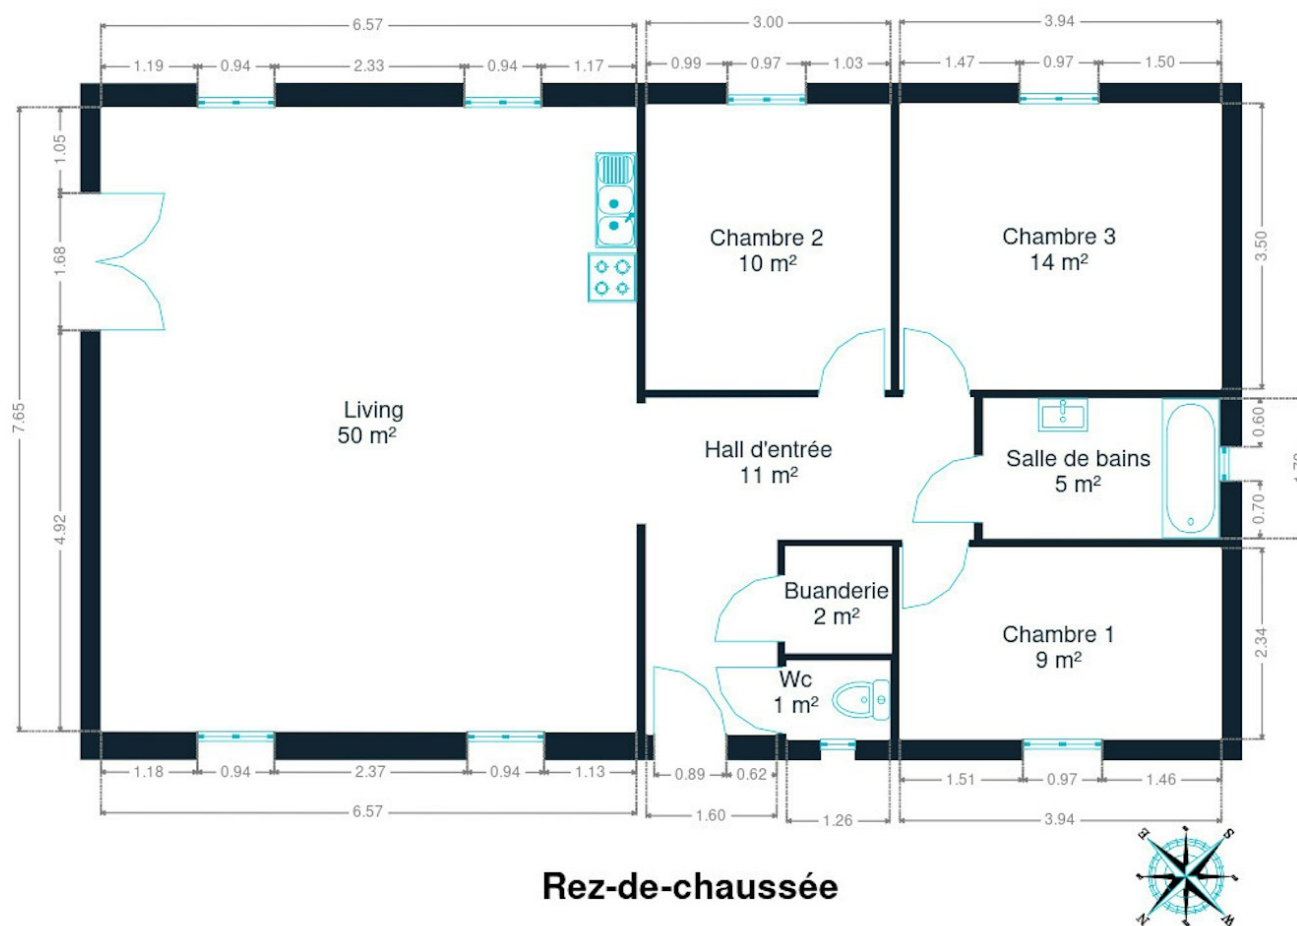 6.57
3.00
3.94
1.19
0.94
2.33
0.94
1.17
0.99
0.97
1.03
1.47
0.97
1.50
1.05
1.68
4.92
7.65
3.50
Chambre 2
10 m²
Chambre 3
14 m²
Living
50 m²
Hall d'entrée
11 m²
Salle de bains
5 m²
0.60
0.70
Buanderie
2 m²
Chambre 1
9 m²
2.34
Wc
1 m²
1.18
0.94
2.37
0.94
1.13
0.89
0.62
1.51
0.97
1.46
6.57
1.60
1.26
3.94
E
S
N
W
Rez-de-chaussée